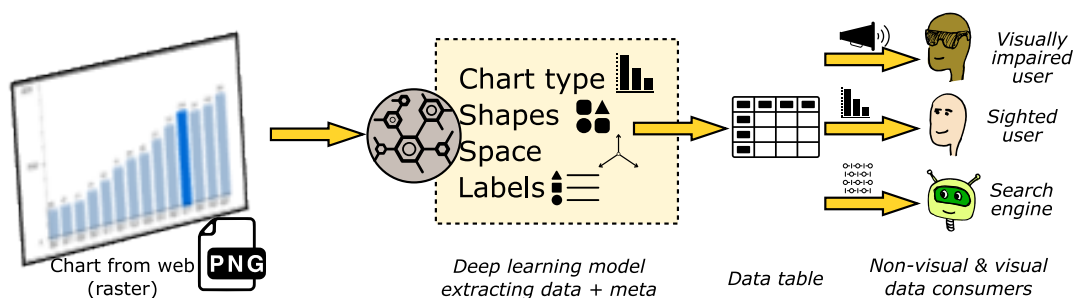 Chart type
Shapes
Space
Labels
Visually
impaired
user
Sighted
user
Search
engine
PNG
Chart from web
(raster)
Deep learning model
extracting data + meta
Data table
Non-visual & visual
data consumers